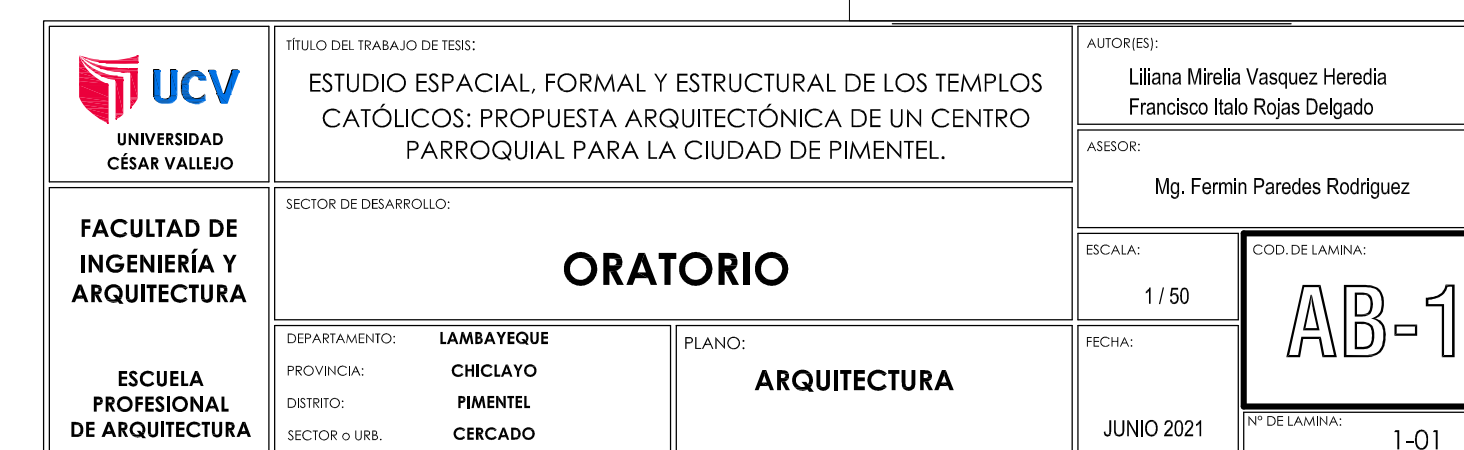 UCV
UNIVERSIDAD
CÉSAR VALLEJO
FACULTAD DE
INGENIERÍA Y
ARQUITECTURA
ESCUELA
PROFESIONAL
DE ARQUITECTURA
TÍTULO DEL TRABAJO DE TESIS:
ESTUDIO ESPACIAL, FORMAL Y ESTRUCTURAL DE LOS TEMPLOS
CATÓLICOS: PROPUESTA ARQUITECTÓNICA DE UN CENTRO
PARROQUIAL PARA LA CIUDAD DE PIMENTEL.
SECTOR DE DESARROLLO:
ORATORIO
DEPARTAMENTO: LAMBAYEQUE
PROVINCIA: CHICLAYO
DISTRITO: PIMENTEL
SECTOR o URB. CERCADO
PLANO:
ARQUITECTURA
AUTOR(ES):
Liliana Mirelia Vasquez Heredia
Francisco Italo Rojas Delgado
ASESOR:
Mg. Fermin Paredes Rodriguez
ESCALA:
1 / 50
FECHA:
JUNIO 2021
COD. DE LAMINA:
AB-1
N° DE LAMINA:
1-01